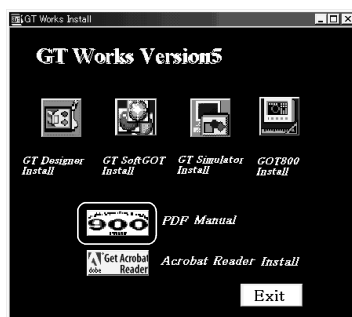 GT Works Install
GT Works Version5
GT Designer Install
GT SoftGOT Install
GT Simulator Install
GOT800 Install
900
PDF Manual
Get Acrobat Reader
Adobe
Acrobat Reader Install
Exit